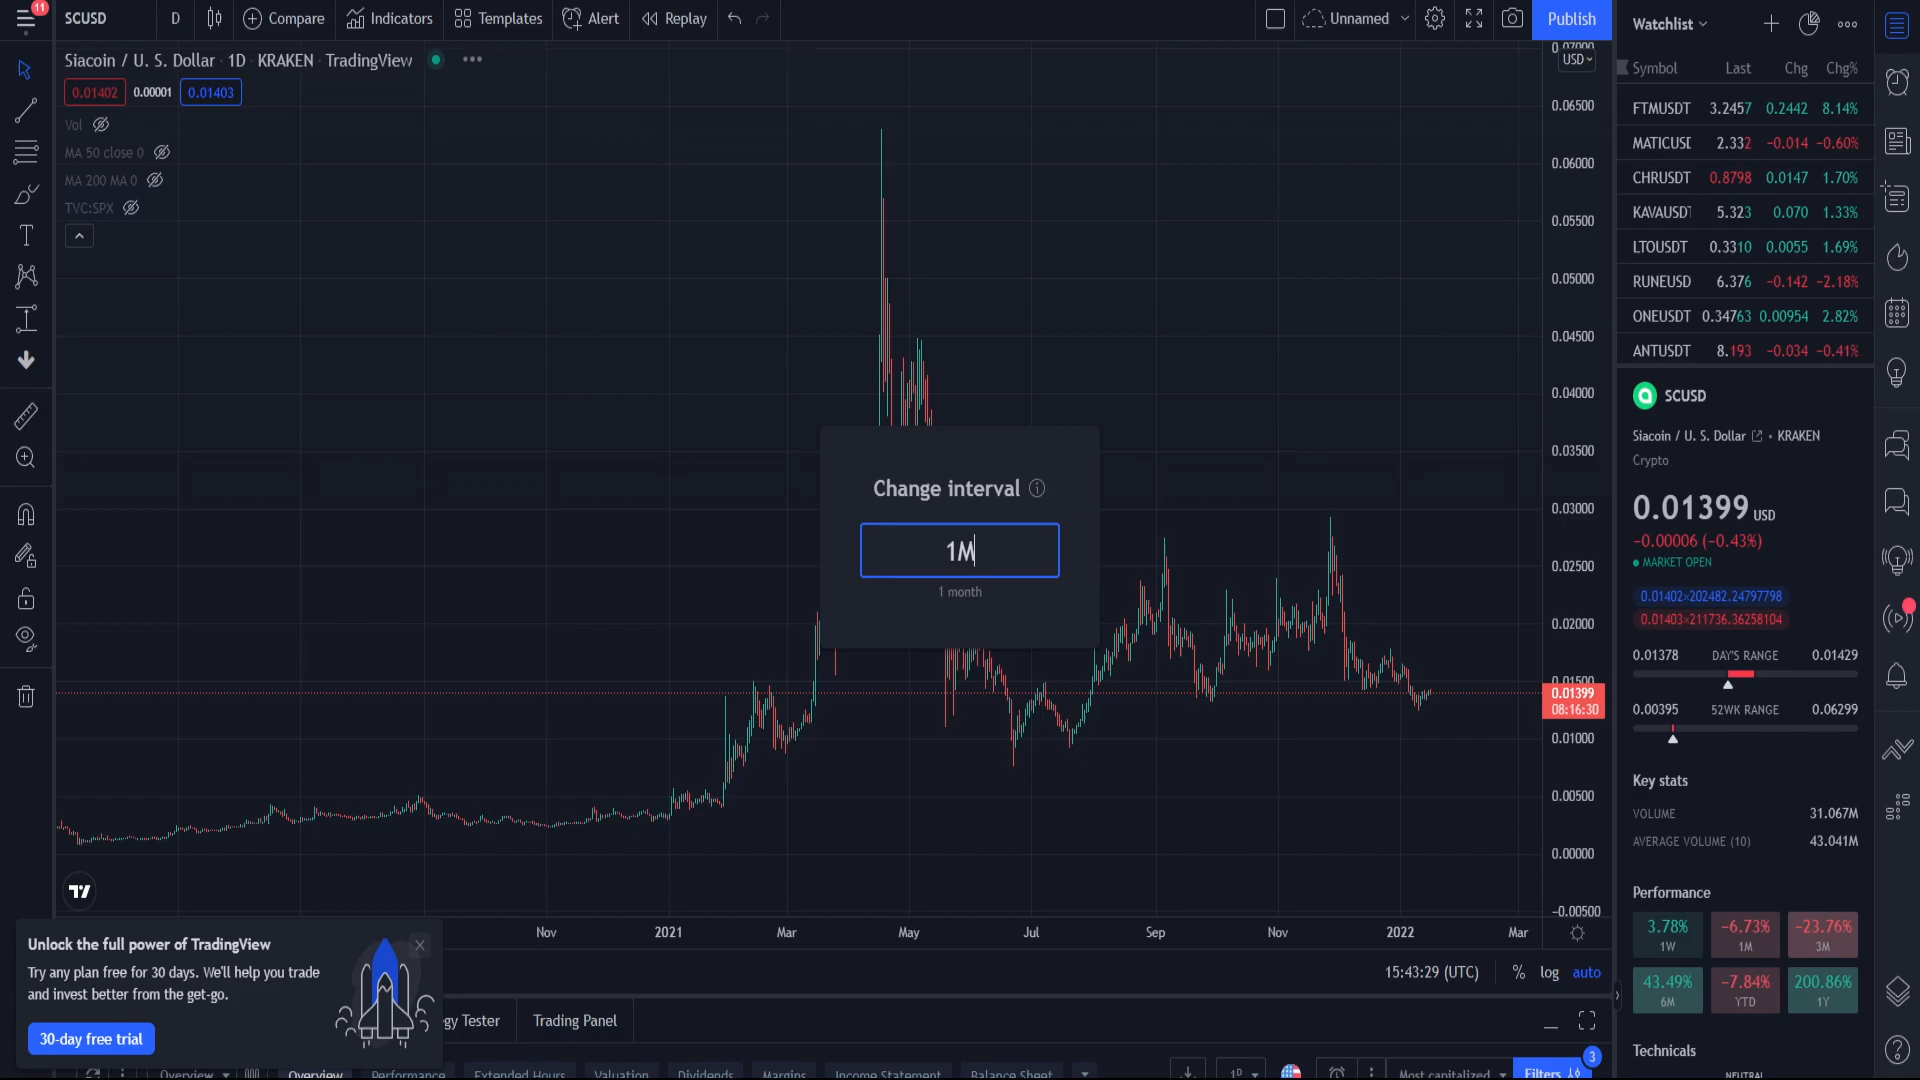 11
SCUSD
D
Compare
Indicators
Templates
Alert
Replay
Unnamed
Publish
Siacoin / U. S. Dollar · 1D · KRAKEN · TradingView
0.01402 0.00001 0.01403
Vol
MA 50 close 0
MA 200 MA 0
TVC:SPX
0.07000
USD
0.06500
0.06000
0.05500
0.05000
0.04500
0.04000
0.03500
0.03000
0.02500
0.02000
0.01500
0.01399
08:16:30
0.01000
0.00500
0.00000
−0.00500
Change interval
1M
1 month
Nov 2021 Mar May Jul Sep Nov 2022 Mar
15:43:29 (UTC) % log auto
Unlock the full power of TradingView
Try any plan free for 30 days. We'll help you trade
and invest better from the get-go.
30-day free trial
gy Tester
Trading Panel
Overview Overview Performance Extended Hours Valuation Dividends Margins Income Statement Balance Sheet
1D
Most capitalized
Filters
3
Watchlist
Symbol Last Chg Chg%
FTMUSDT 3.2457 0.2442 8.14%
MATICUSD 2.332 −0.014 −0.60%
CHRUSDT 0.8798 0.0147 1.70%
KAVAUSDT 5.323 0.070 1.33%
LTOUSDT 0.3310 0.0055 1.69%
RUNEUSD 6.376 −0.142 −2.18%
ONEUSDT 0.34763 0.00954 2.82%
ANTUSDT 8.193 −0.034 −0.41%
SCUSD
Siacoin / U. S. Dollar • KRAKEN
Crypto
0.01399 USD
−0.00006 (−0.43%)
MARKET OPEN
0.01402×202482.24797798
0.01403×211736.36258104
0.01378 DAY'S RANGE 0.01429
0.00395 52WK RANGE 0.06299
Key stats
VOLUME 31.067M
AVERAGE VOLUME (10) 43.041M
Performance
3.78% −6.73% −23.76%
1W 1M 3M
43.49% −7.84% 200.86%
6M YTD 1Y
Technicals
NEUTRAL